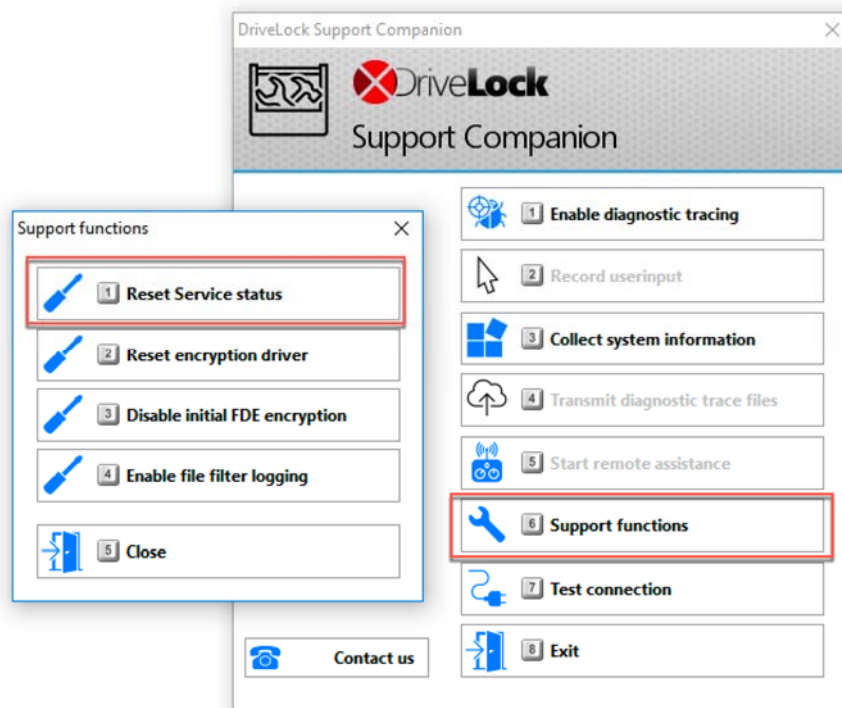 DriveLock Support Companion
DriveLock
Support Companion
Support functions
1 Reset Service status
2 Reset encryption driver
3 Disable initial FDE encryption
4 Enable file filter logging
5 Close
1 Enable diagnostic tracing
2 Record userinput
3 Collect system information
4 Transmit diagnostic trace files
5 Start remote assistance
6 Support functions
7 Test connection
8 Exit
Contact us